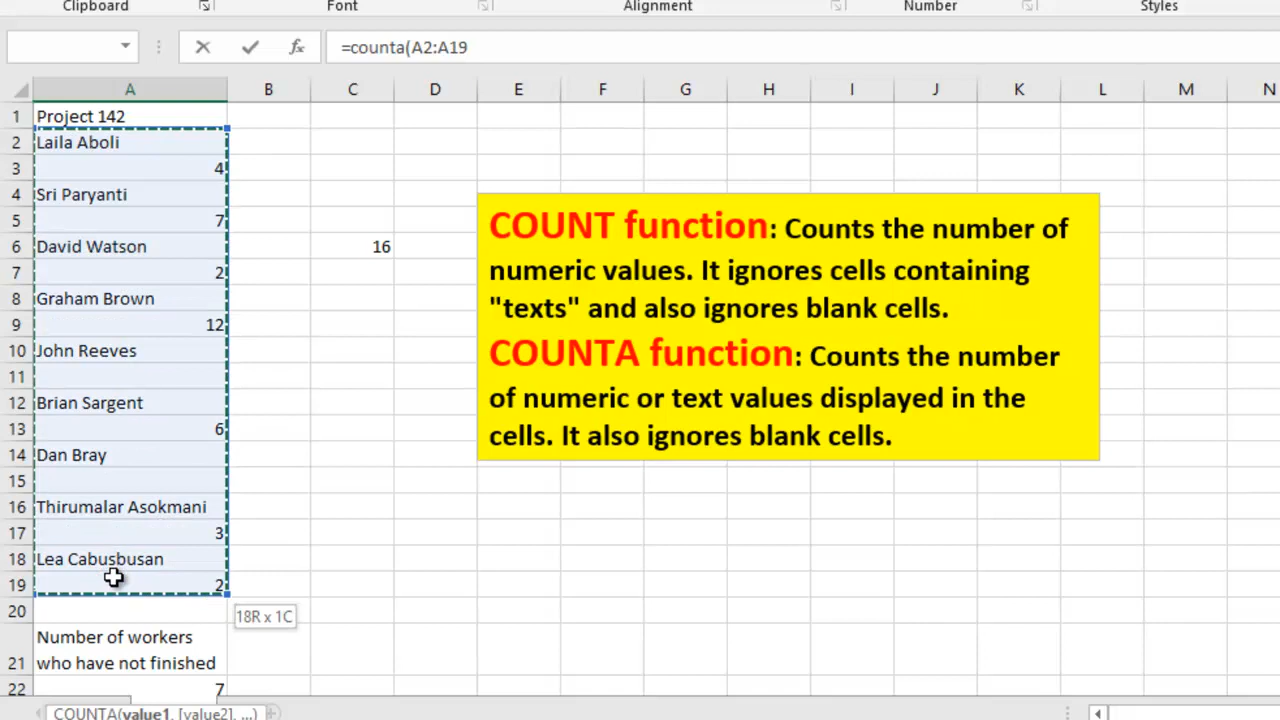 Clipboard Font Alignment Number Styles
=counta(A2:A19
A B C D E F G H I J K L M N
1 Project 142
2 Laila Aboli
3 4
4 Sri Paryanti
5 7
6 David Watson 16
7 2
8 Graham Brown
9 12
10 John Reeves
11
12 Brian Sargent
13 6
14 Dan Bray
15
16 Thirumalar Asokmani
17 3
18 Lea Cabusbusan
19 2
20
18R x 1C
Number of workers
21 who have not finished
22 7
COUNTA(value1, [value2], ...)
COUNT function: Counts the number of
numeric values. It ignores cells containing
"texts" and also ignores blank cells.
COUNTA function: Counts the number
of numeric or text values displayed in the
cells. It also ignores blank cells.